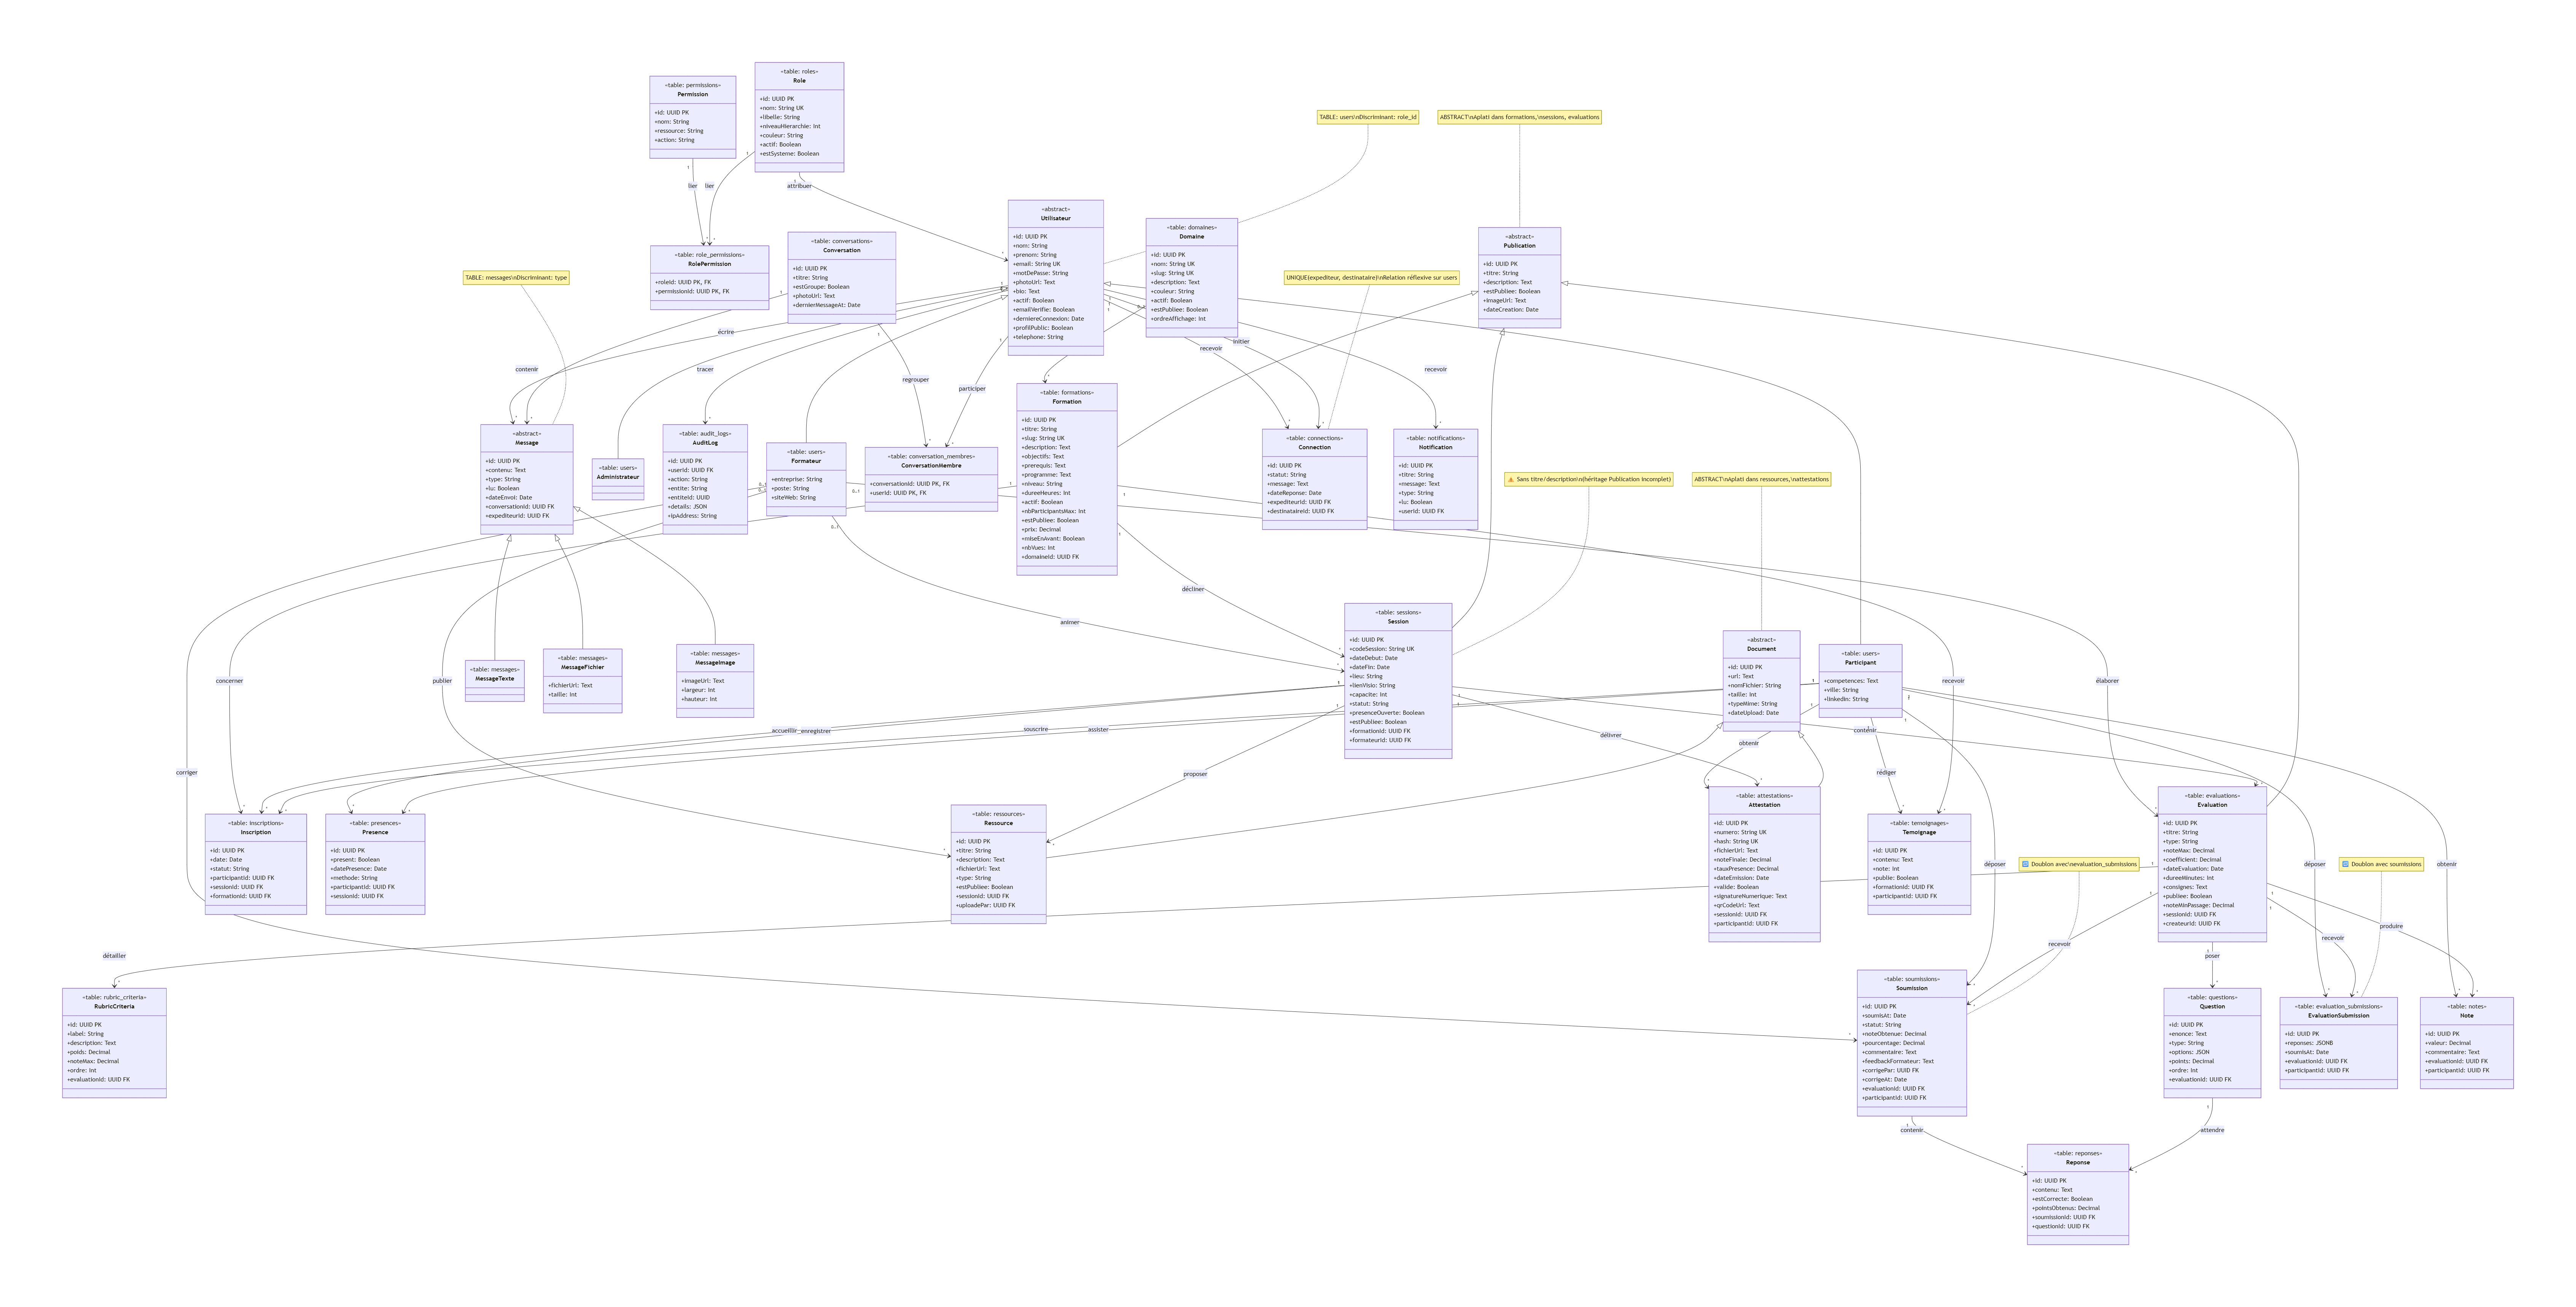 «table: roles»
Role
+id: UUID PK
+nom: String UK
+libelle: String
+niveauHierarchie: Int
+couleur: String
+actif: Boolean
+estSysteme: Boolean
«table: permissions»
Permission
+id: UUID PK
+nom: String
+ressource: String
+action: String
TABLE: users\nDiscriminant: role_id
ABSTRACT\nAplati dans formations,\nsessions, evaluations
1
lier
1
lier
1
attribuer
*
*
*
«abstract»
Utilisateur
+id: UUID PK
+nom: String
+prenom: String
+email: String UK
+motDePasse: String
+photoUrl: Text
+bio: Text
+actif: Boolean
+emailVerifie: Boolean
+derniereConnexion: Date
+profilPublic: Boolean
+telephone: String
«table: domaines»
Domaine
+id: UUID PK
+nom: String UK
+slug: String UK
+description: Text
+couleur: String
+actif: Boolean
+estPubliee: Boolean
+ordreAffichage: Int
«abstract»
Publication
+id: UUID PK
+titre: String
+description: Text
+estPubliee: Boolean
+imageUrl: Text
+dateCreation: Date
«table: conversations»
Conversation
+id: UUID PK
+titre: String
+estGroupe: Boolean
+photoUrl: Text
+dernierMessageAt: Date
«table: role_permissions»
RolePermission
+roleId: UUID PK, FK
+permissionId: UUID PK, FK
TABLE: messages\nDiscriminant: type
UNIQUE(expediteur, destinataire)\nRelation réflexive sur users
écrire
contenir
tracer
regrouper
participer
recevoir
initier
recevoir
«table: formations»
Formation
+id: UUID PK
+titre: String
+slug: String UK
+description: Text
+objectifs: Text
+prerequis: Text
+programme: Text
+niveau: String
+dureeHeures: Int
+actif: Boolean
+nbParticipantsMax: Int
+estPubliee: Boolean
+prix: Decimal
+miseEnAvant: Boolean
+nbVues: Int
+domaineId: UUID FK
«abstract»
Message
+id: UUID PK
+contenu: Text
+type: String
+lu: Boolean
+dateEnvoi: Date
+conversationId: UUID FK
+expediteurId: UUID FK
«table: users»
Administrateur
«table: audit_logs»
AuditLog
+id: UUID PK
+userId: UUID FK
+action: String
+entite: String
+entiteId: UUID
+details: JSON
+ipAddress: String
«table: users»
Formateur
+entreprise: String
+poste: String
+siteWeb: String
«table: conversation_membres»
ConversationMembre
+conversationId: UUID PK, FK
+userId: UUID PK, FK
«table: connections»
Connection
+id: UUID PK
+statut: String
+message: Text
+dateReponse: Date
+expediteurId: UUID FK
+destinataireId: UUID FK
«table: notifications»
Notification
+id: UUID PK
+titre: String
+message: Text
+type: String
+lu: Boolean
+userId: UUID FK
⚠️ Sans titre/description\n(héritage Publication incomplet)
ABSTRACT\nAplati dans ressources,\nattestations
0..1
0..1
0..1
0..1
décliner
animer
«table: sessions»
Session
+id: UUID PK
+codeSession: String UK
+dateDebut: Date
+dateFin: Date
+lieu: String
+lienVisio: String
+capacite: Int
+statut: String
+presenceOuverte: Boolean
+estPubliee: Boolean
+formationId: UUID FK
+formateurId: UUID FK
«abstract»
Document
+id: UUID PK
+url: Text
+nomFichier: String
+taille: Int
+typeMime: String
+dateUpload: Date
«table: users»
Participant
+competences: Text
+ville: String
+linkedin: String
«table: messages»
MessageTexte
«table: messages»
MessageFichier
+fichierUrl: Text
+taille: Int
«table: messages»
MessageImage
+imageUrl: Text
+largeur: Int
+hauteur: Int
concerner
publier
recevoir
élaborer
accueillir
enregistrer
souscrire
assister
délivrer
obtenir
contenir
corriger
proposer
rédiger
«table: inscriptions»
Inscription
+id: UUID PK
+date: Date
+statut: String
+participantId: UUID FK
+sessionId: UUID FK
+formationId: UUID FK
«table: presences»
Presence
+id: UUID PK
+present: Boolean
+datePresence: Date
+methode: String
+participantId: UUID FK
+sessionId: UUID FK
«table: ressources»
Ressource
+id: UUID PK
+titre: String
+description: Text
+fichierUrl: Text
+type: String
+estPubliee: Boolean
+sessionId: UUID FK
+uploadePar: UUID FK
«table: attestations»
Attestation
+id: UUID PK
+numero: String UK
+hash: String UK
+fichierUrl: Text
+noteFinale: Decimal
+tauxPresence: Decimal
+dateEmission: Date
+valide: Boolean
+signatureNumerique: Text
+qrCodeUrl: Text
+sessionId: UUID FK
+participantId: UUID FK
«table: temoignages»
Temoignage
+id: UUID PK
+contenu: Text
+note: Int
+publie: Boolean
+formationId: UUID FK
+participantId: UUID FK
«table: evaluations»
Evaluation
+id: UUID PK
+titre: String
+type: String
+noteMax: Decimal
+coefficient: Decimal
+dateEvaluation: Date
+dureeMinutes: Int
+consignes: Text
+publiee: Boolean
+noteMinPassage: Decimal
+sessionId: UUID FK
+createurId: UUID FK
déposer
Doublon avec\nevaluation_submissions
déposer
Doublon avec soumissions
obtenir
détailler
recevoir
poser
recevoir
produire
«table: rubric_criteria»
RubricCriteria
+id: UUID PK
+label: String
+description: Text
+poids: Decimal
+noteMax: Decimal
+ordre: Int
+evaluationId: UUID FK
«table: soumissions»
Soumission
+id: UUID PK
+soumisAt: Date
+statut: String
+noteObtenue: Decimal
+pourcentage: Decimal
+commentaire: Text
+feedbackFormateur: Text
+corrigePar: UUID FK
+corrigeAt: Date
+evaluationId: UUID FK
+participantId: UUID FK
«table: questions»
Question
+id: UUID PK
+enonce: Text
+type: String
+options: JSON
+points: Decimal
+ordre: Int
+evaluationId: UUID FK
«table: evaluation_submissions»
EvaluationSubmission
+id: UUID PK
+reponses: JSONB
+soumisAt: Date
+evaluationId: UUID FK
+participantId: UUID FK
«table: notes»
Note
+id: UUID PK
+valeur: Decimal
+commentaire: Text
+evaluationId: UUID FK
+participantId: UUID FK
contenir
attendre
«table: reponses»
Reponse
+id: UUID PK
+contenu: Text
+estCorrecte: Boolean
+pointsObtenus: Decimal
+soumissionId: UUID FK
+questionId: UUID FK